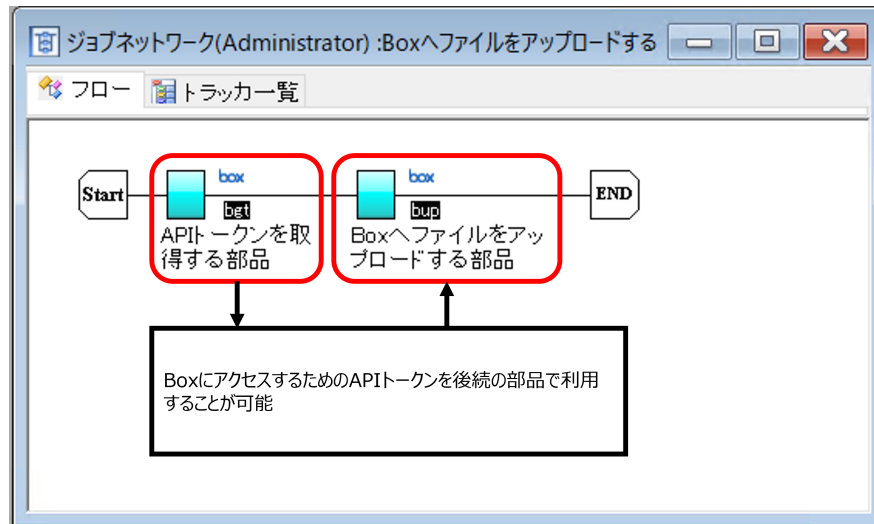 ジョブネットワーク(Administrator) :Boxへファイルをアップロードする
フロー
トラッカ一覧
Start
box
bgt
APIトークンを取
得する部品
box
bup
Boxへファイルをアッ
プロードする部品
END
BoxにアクセスするためのAPIトークンを後続の部品で利用
することが可能